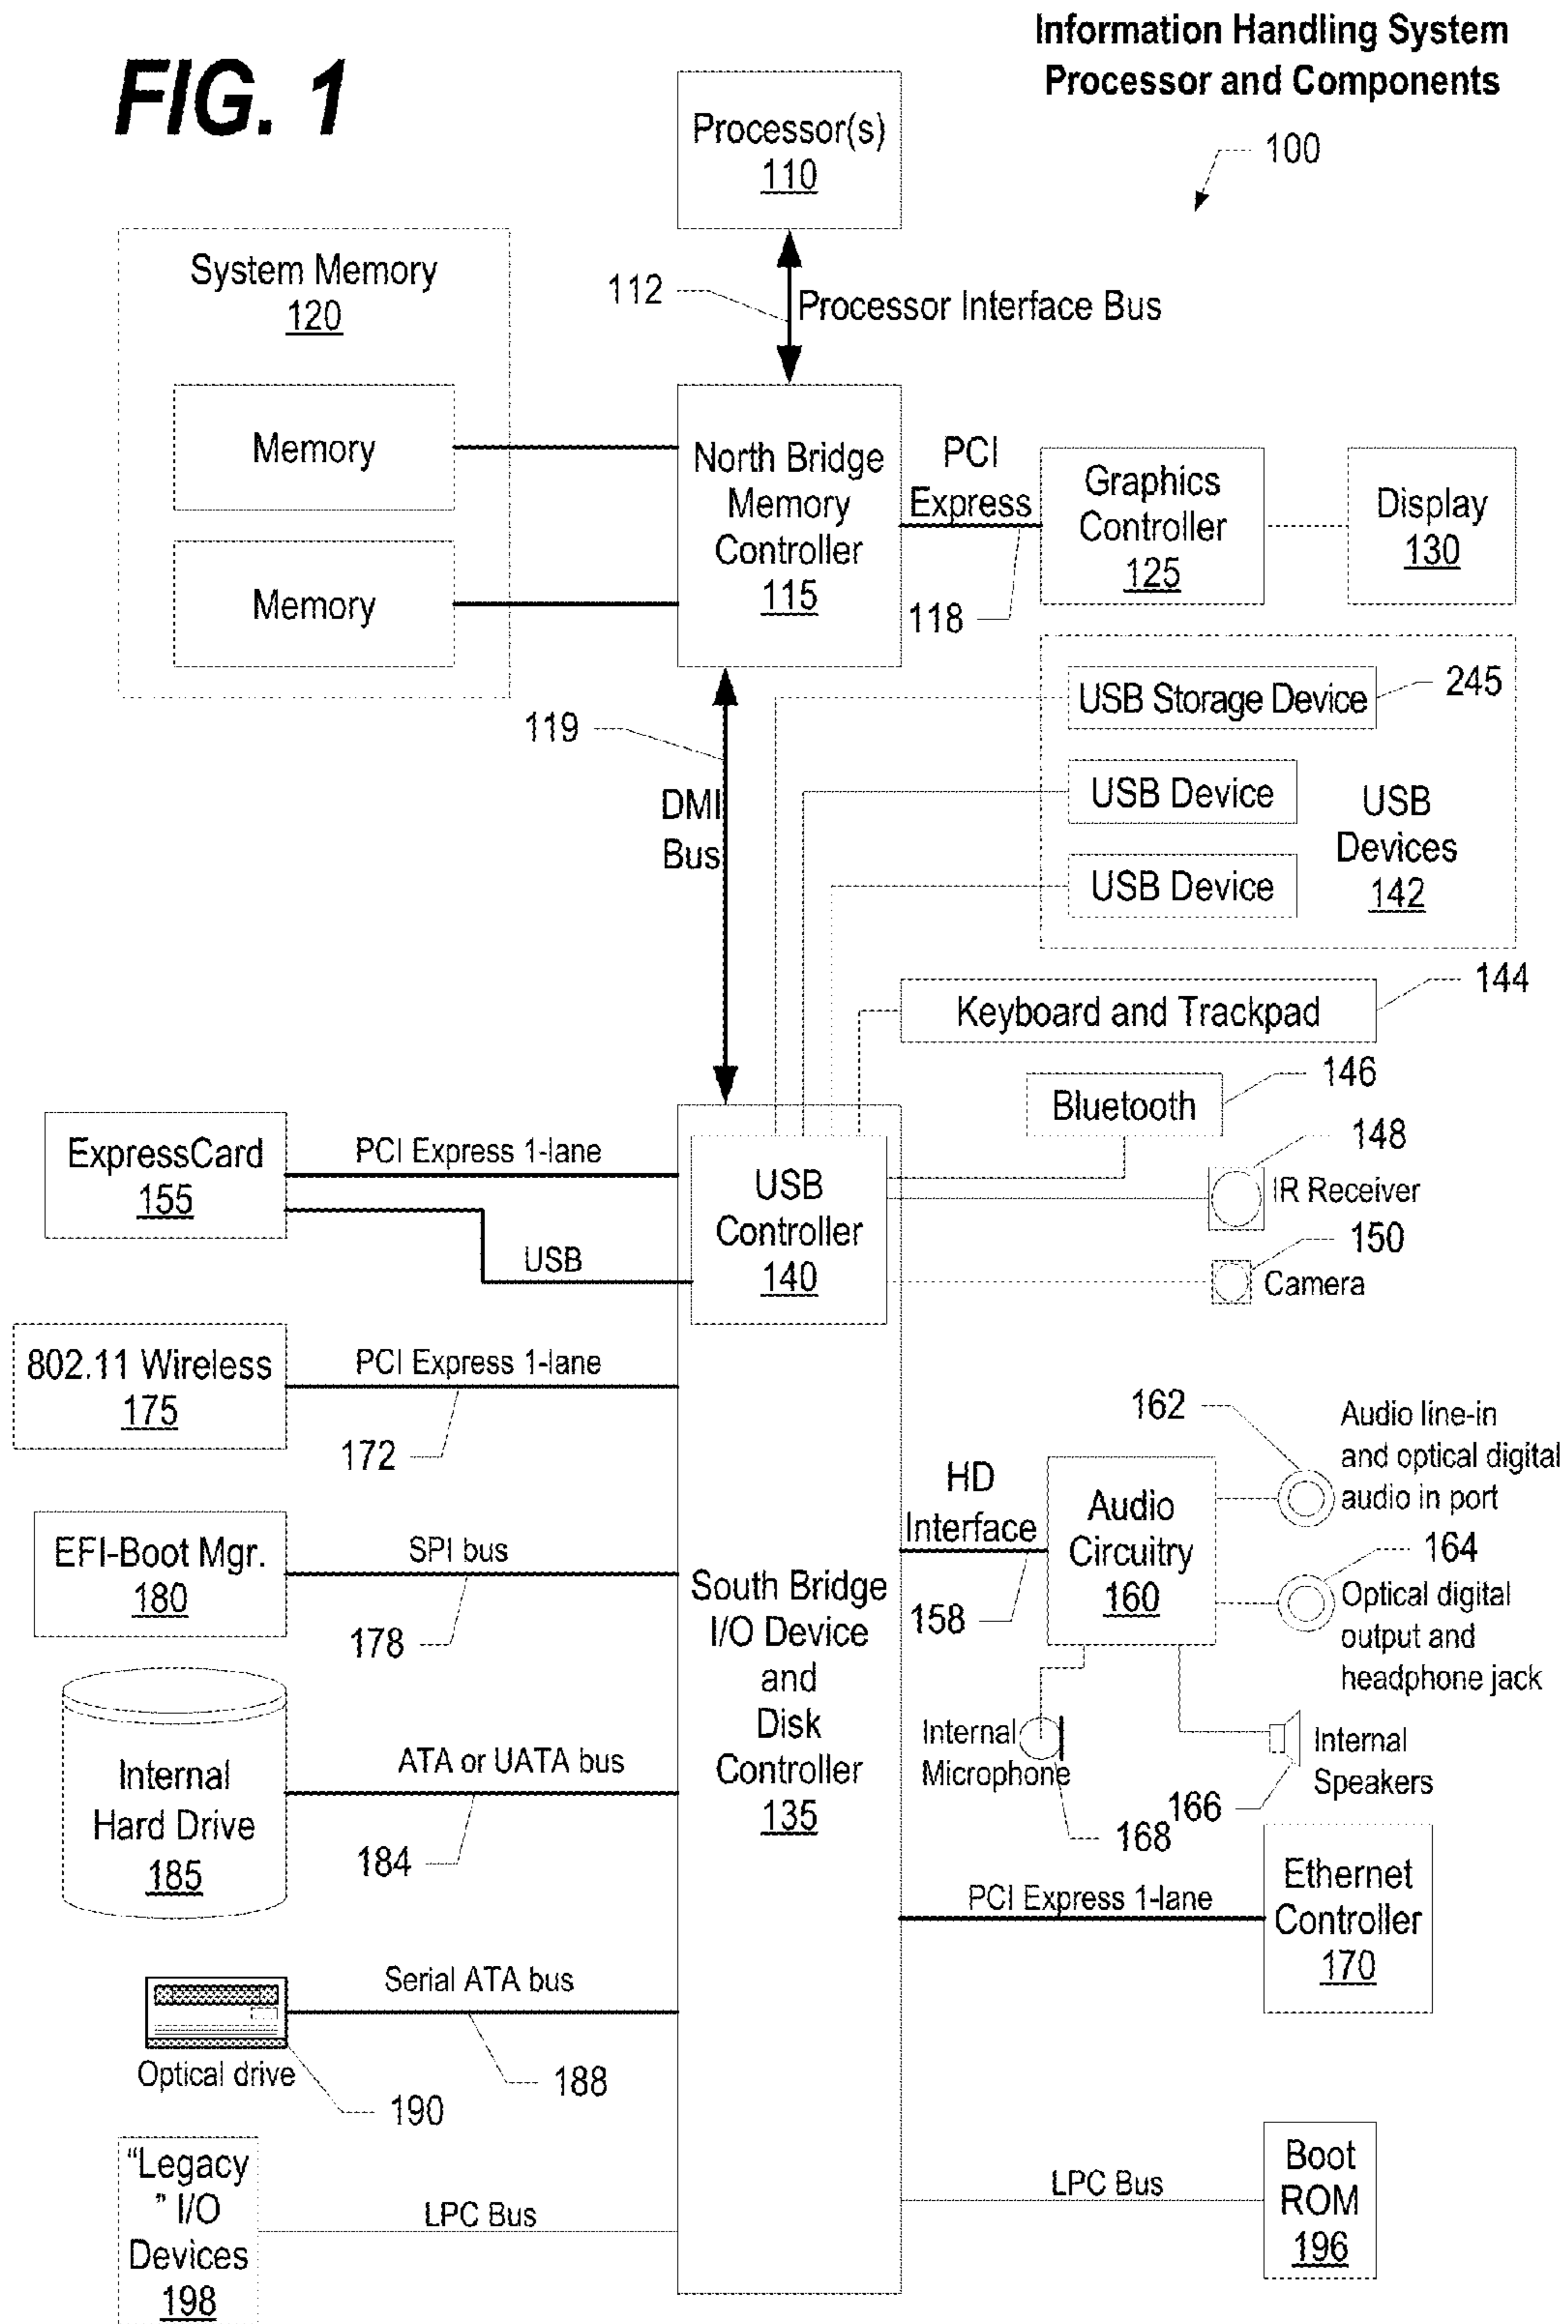 FIG. 1
Information Handling System
Processor and Components
100
Processor(s)
110
System Memory
120
112
Processor Interface Bus
Memory
Memory
North Bridge
Memory
Controller
115
PCI
Express
118
Graphics
Controller
125
Display
130
119
DMI
Bus
USB Storage Device
245
USB Device
USB Device
USB
Devices
142
144
Keyboard and Trackpad
146
Bluetooth
148
IR Receiver
150
Camera
ExpressCard
155
PCI Express 1-lane
USB
USB
Controller
140
802.11 Wireless
175
PCI Express 1-lane
172
162
Audio line-in
and optical digital
audio in port
HD
Interface
158
Audio
Circuitry
160
164
Optical digital
output and
headphone jack
EFI-Boot Mgr.
180
SPI bus
178
South Bridge
I/O Device
and
Disk
Controller
135
Internal
Microphone
168
166
Internal
Speakers
Internal
Hard Drive
185
ATA or UATA bus
184
PCI Express 1-lane
Ethernet
Controller
170
Serial ATA bus
188
Optical drive
190
“Legacy
” I/O
Devices
198
LPC Bus
LPC Bus
Boot
ROM
196